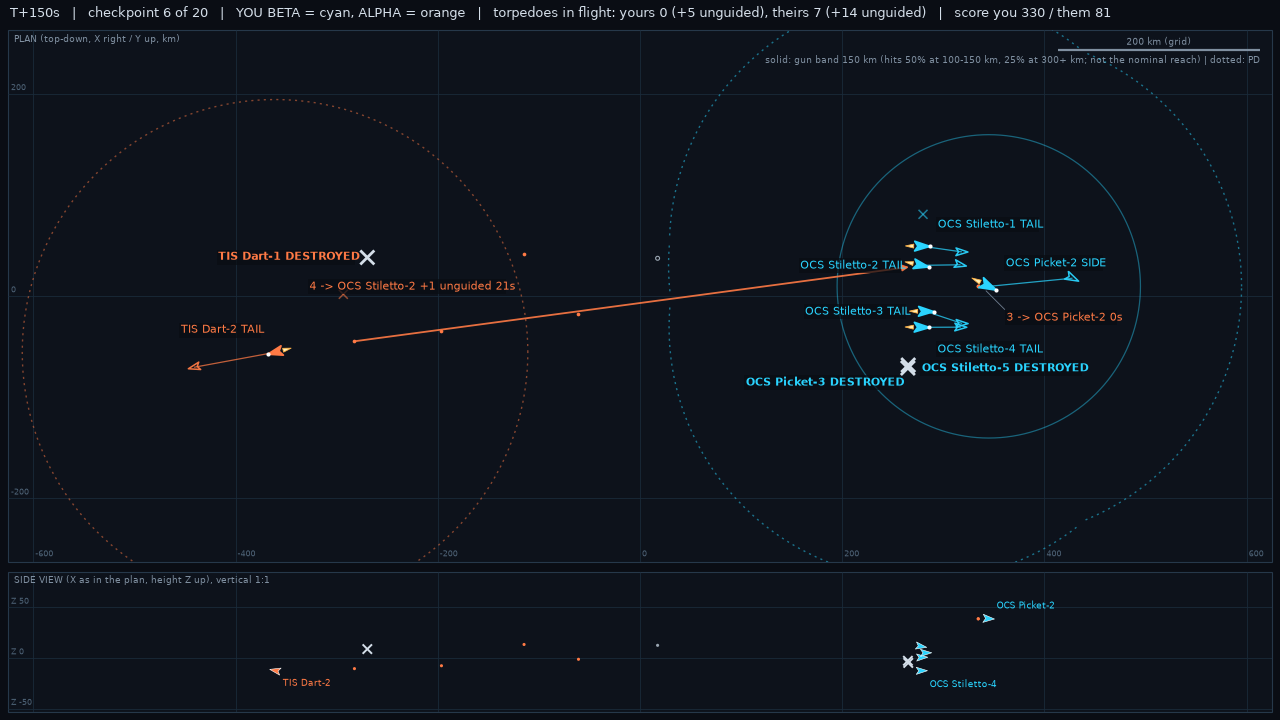 T+150s | checkpoint 6 of 20 | YOU BETA = cyan, ALPHA = orange | torpedoes in flight: yours 0 (+5 unguided), theirs 7 (+14 unguided) | score you 330 / them 81
PLAN (top-down, X right / Y up, km)
200 km (grid)
solid: gun band 150 km (hits 50% at 100-150 km, 25% at 300+ km; not the nominal reach) | dotted: PD
200
OCS Stiletto-1 TAIL
TIS Dart-1 DESTROYED
OCS Stiletto-2 TAIL
OCS Picket-2 SIDE
0
4 -> OCS Stiletto-2 +1 unguided 21s
OCS Stiletto-3 TAIL
3 -> OCS Picket-2 0s
TIS Dart-2 TAIL
OCS Stiletto-4 TAIL
OCS Stiletto-5 DESTROYED
OCS Picket-3 DESTROYED
-200
-600
-400
-200
0
200
400
600
SIDE VIEW (X as in the plan, height Z up), vertical 1:1
Z 50
OCS Picket-2
Z 0
TIS Dart-2
OCS Stiletto-4
Z -50